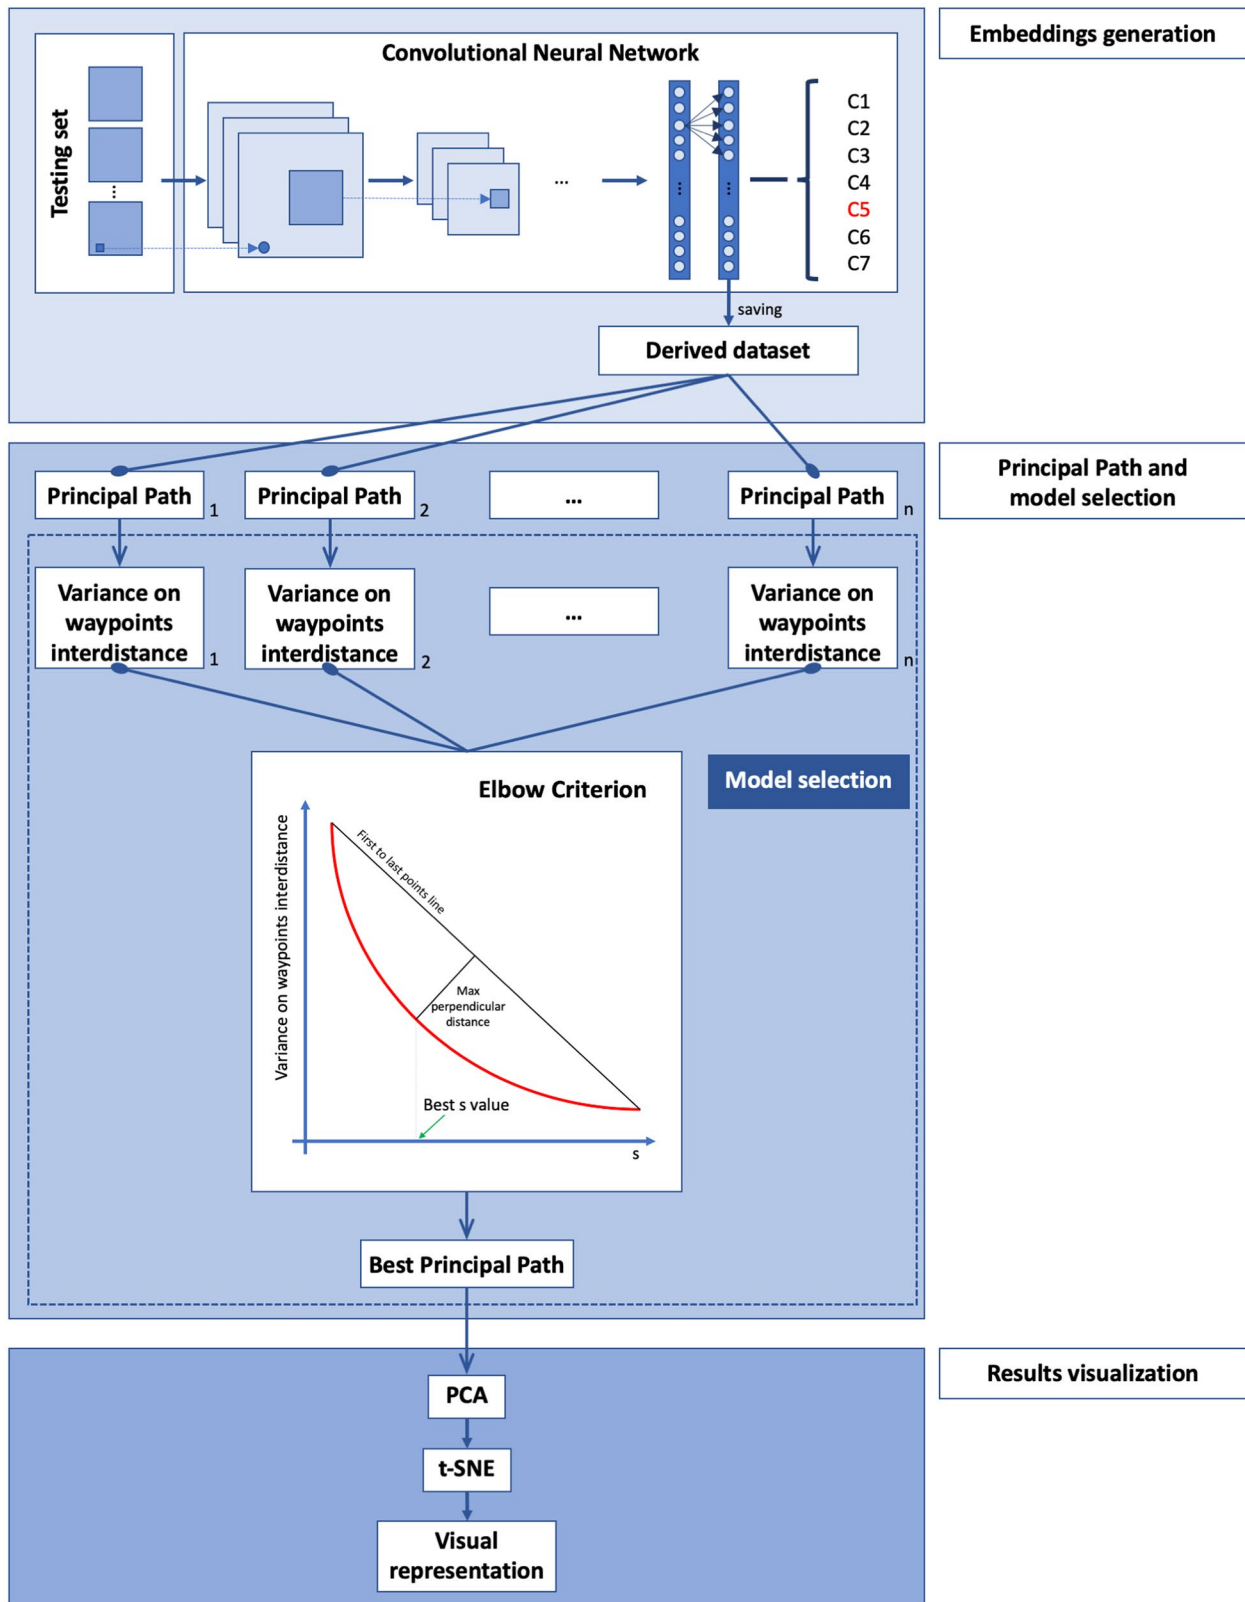 Embeddings generation
Convolutional Neural Network
Testing set
...
...
...
...
C1
C2
C3
C4
C5
C6
C7
saving
Derived dataset
Principal Path and
model selection
Principal Path
1
Principal Path
2
...
Principal Path
n
Variance on
waypoints
interdistance
1
Variance on
waypoints
interdistance
2
...
Variance on
waypoints
interdistance
n
Model selection
Elbow Criterion
Variance on waypoints interdistance
First to last points line
Max
perpendicular
distance
Best s value
s
Best Principal Path
Results visualization
PCA
t-SNE
Visual
representation